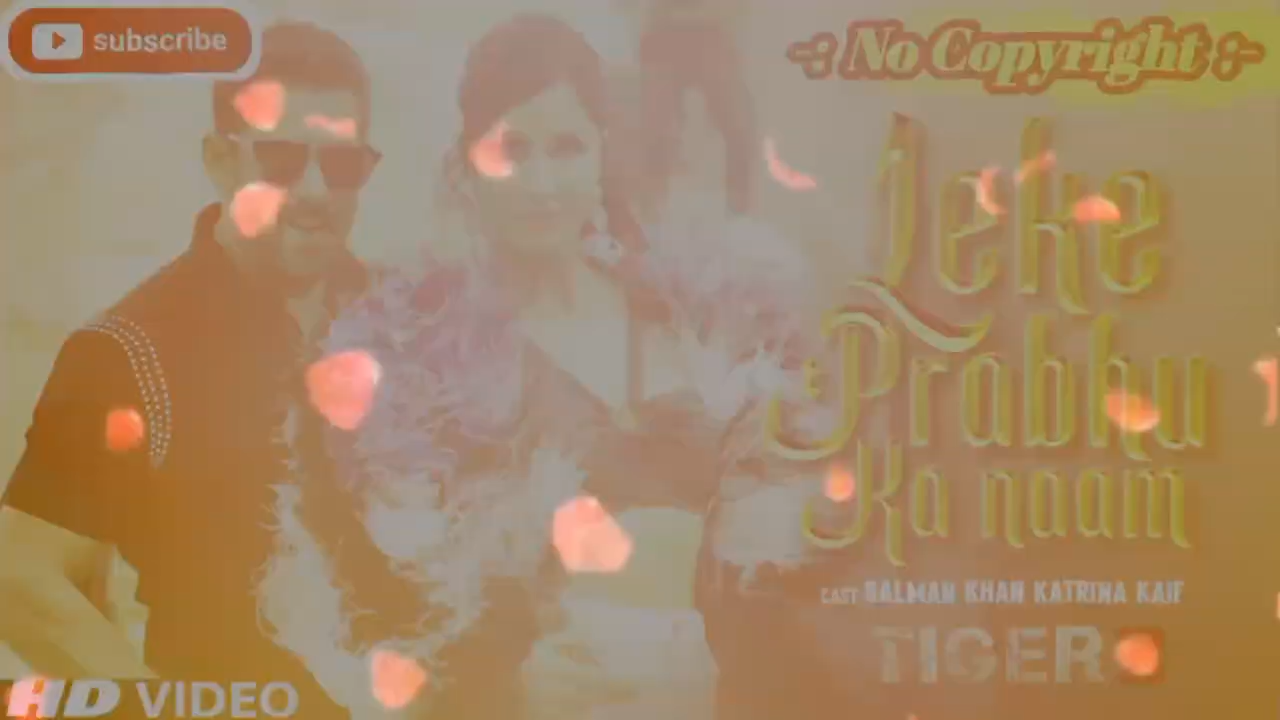 subscribe
-: No Copyright :-
Leke
Prabhu
Ka naam
CAST SALMAN KHAN KATRINA KAIF
TIGER
HD VIDEO